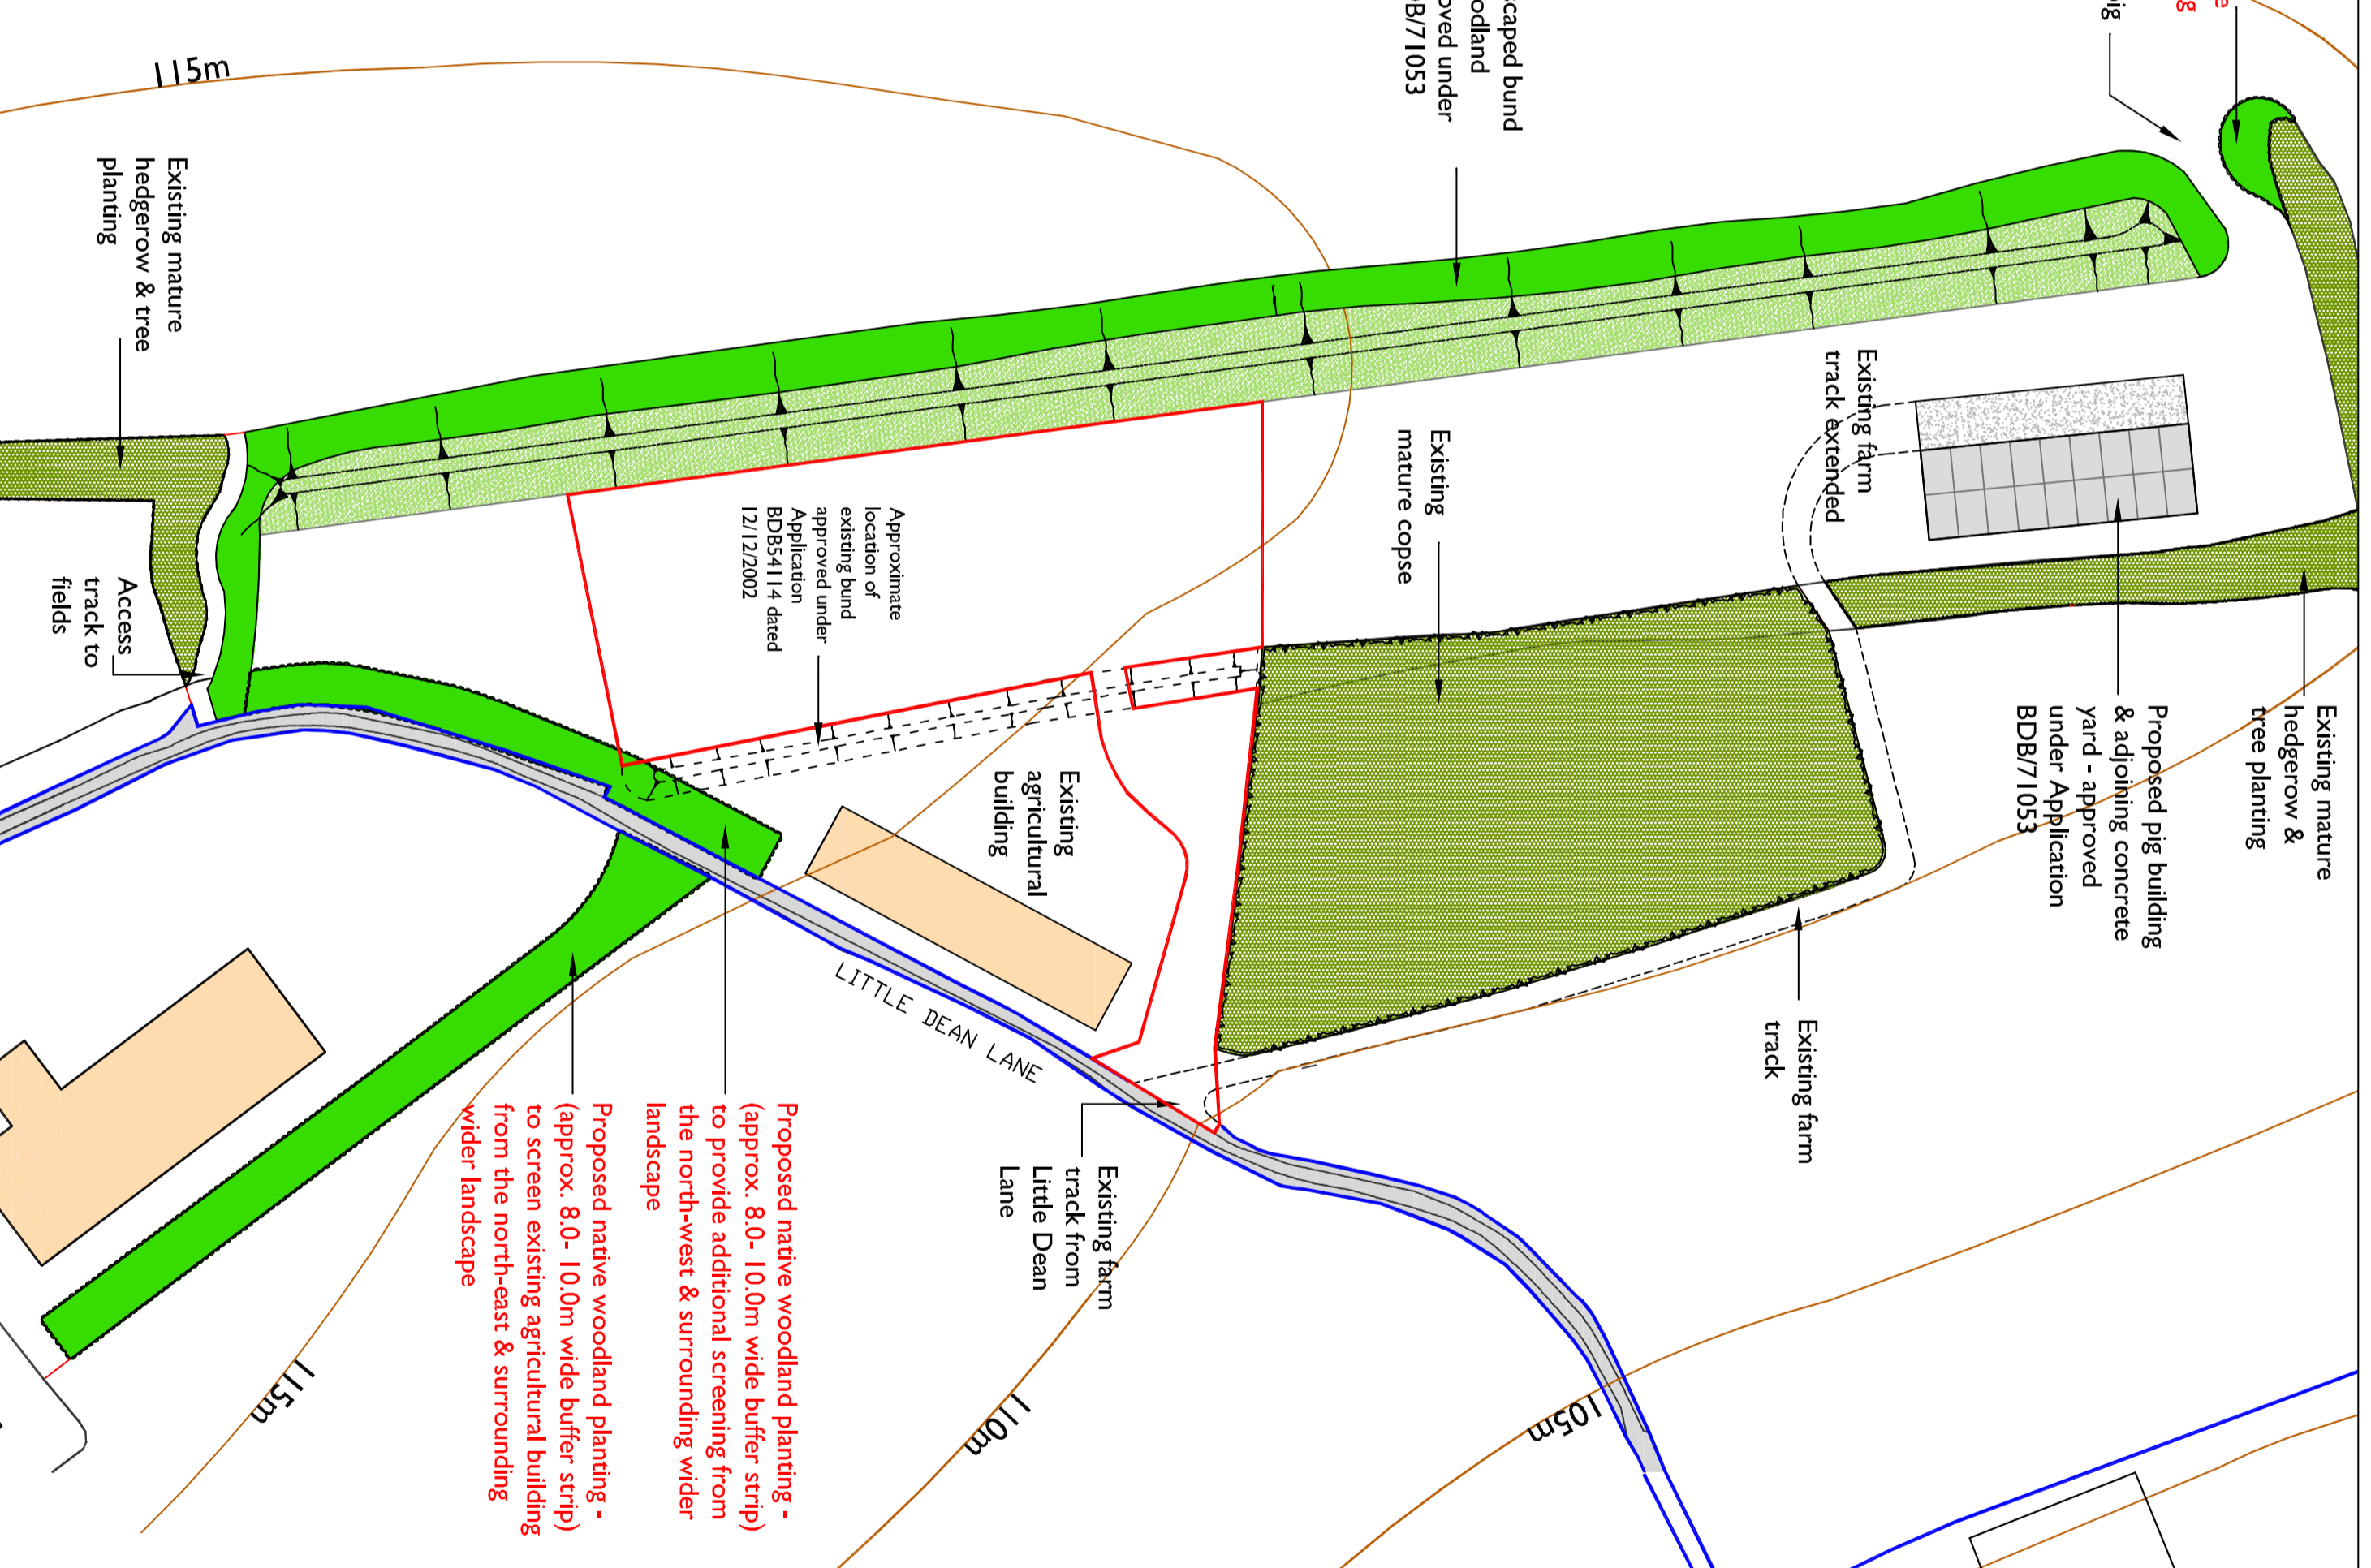 115m
Existing mature
hedgerow & tree
planting
Access
track to
fields
scaped bund
odland
oved under
DB/71053
pig
e
g
Existing farm
track extended
Existing
mature copse
Approximate
location of
existing bund
approved under
Application
BDB54114 dated
12/12/2002
Existing
agricultural
building
LITTLE DEAN LANE
Existing mature
hedgerow &
tree planting
Proposed pig building
& adjoining concrete
yard - approved
under Application
BDB/71053
Existing farm
track
Existing farm
track from
Little Dean
Lane
Proposed native woodland planting -
(approx. 8.0- 10.0m wide buffer strip)
to provide additional screening from
the north-west & surrounding wider
landscape
Proposed native woodland planting -
(approx. 8.0- 10.0m wide buffer strip)
to screen existing agricultural building
from the north-east & surrounding
wider landscape
115m
110m
105m